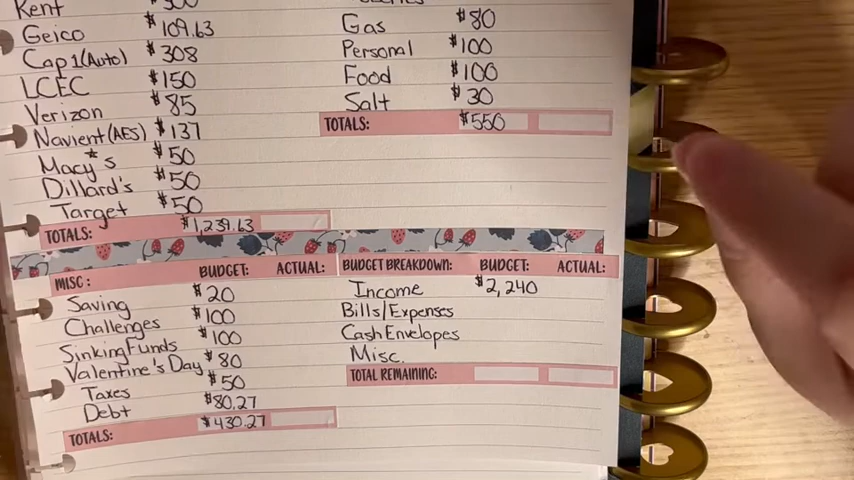 Rent $300
Geico $109.63
Cap 1 (Auto) $308
LCEC $150
Verizon $85
Navient (AES) $137
Macy's $50
Dillard's $50
Target $50
TOTALS: $1,239.63
Gas $80
Personal $100
Food $100
Salt $30
TOTALS: $550
MISC: BUDGET: ACTUAL:
Saving $20
Challenges $100
Sinking Funds $100
Valentine's Day $80
Taxes $50
Debt $80.27
TOTALS: $430.27
BUDGET BREAKDOWN: BUDGET: ACTUAL:
Income $2,240
Bills/Expenses
Cash Envelopes
Misc.
TOTAL REMAINING: